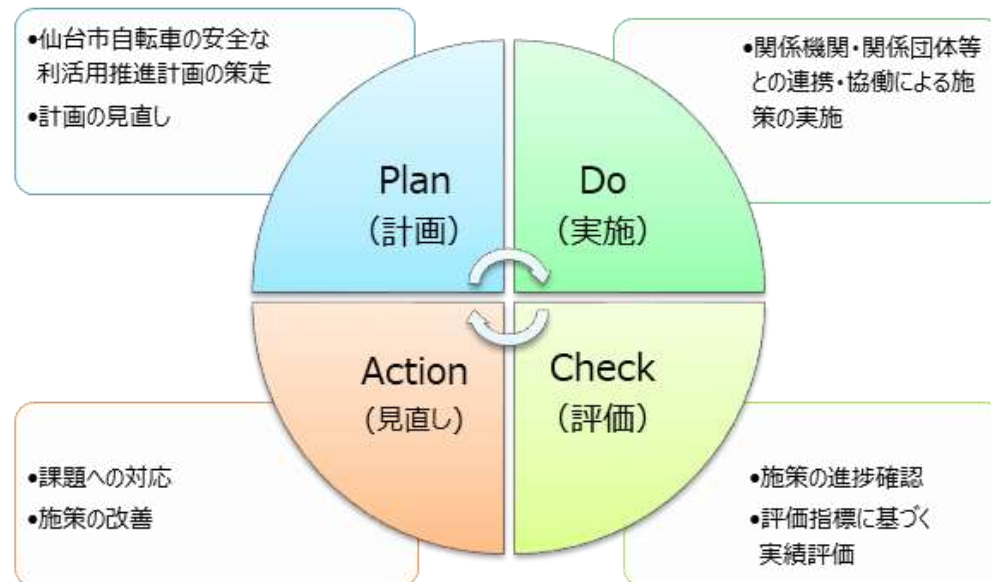 •仙台市自転車の安全な
利活用推進計画の策定
•計画の見直し
•関係機関・関係団体等
との連携・協働による施
策の実施
Plan
（計画）
Do
（実施）
Action
(見直し)
Check
（評価）
•課題への対応
•施策の改善
•施策の進捗確認
•評価指標に基づく
実績評価